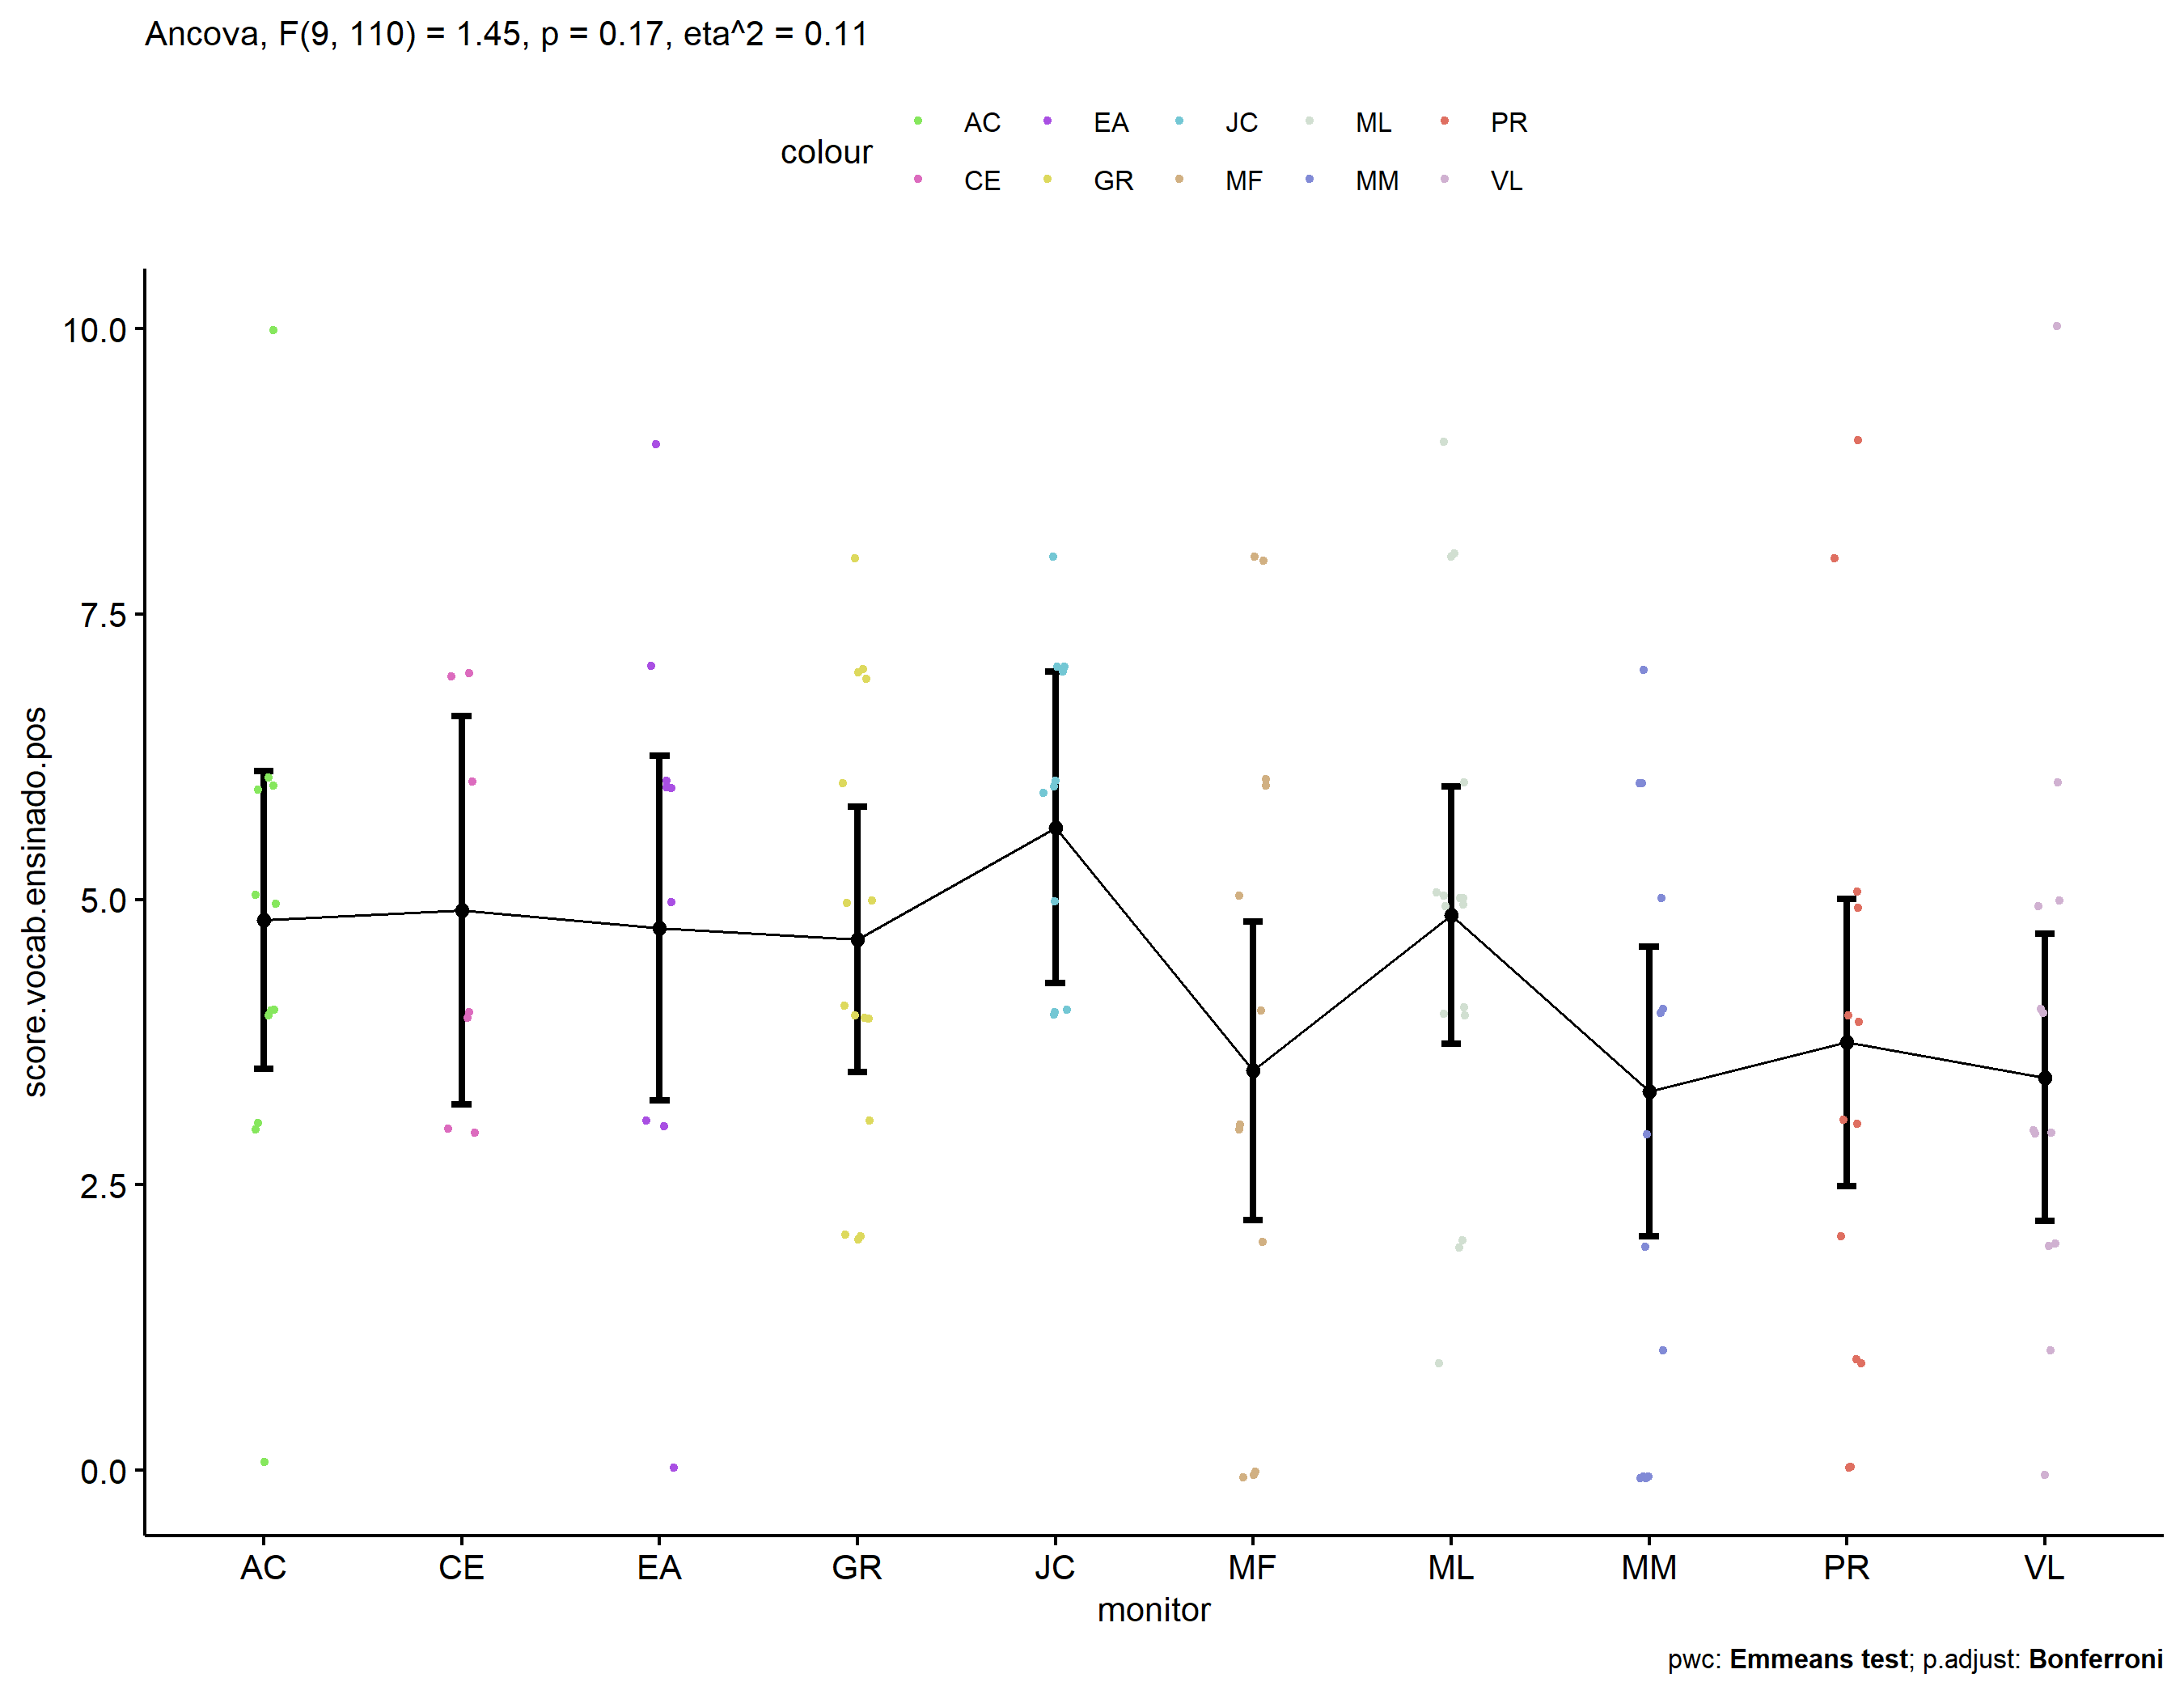 Ancova, F(9, 110) = 1.45, p = 0.17, eta^2 = 0.11
colour
AC EA JC ML PR
CE GR MF MM VL
score.vocab.ensinado.pos
10.0
7.5
5.0
2.5
0.0
AC CE EA GR JC MF ML MM PR VL
monitor
pwc: Emmeans test; p.adjust: Bonferroni